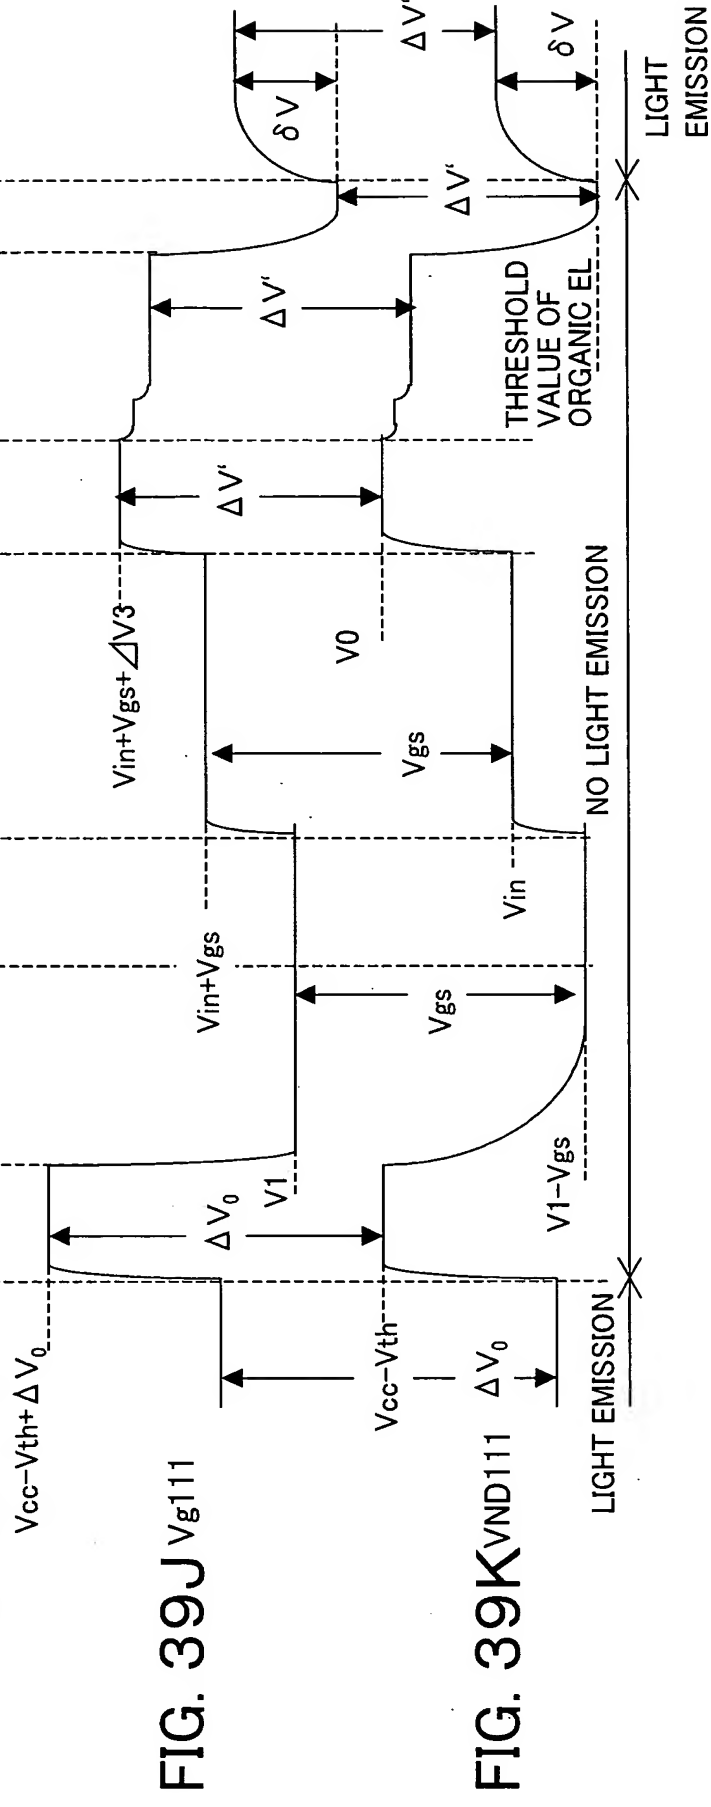 FIG. 39J Vg111
Vcc-Vth+ΔV₀
ΔV₀
V1
Vin+Vgs
Vgs
Vgs
Vin+Vgs+ΔV3
ΔV'
ΔV'
ΔV'
δV
ΔV'
FIG. 39K VND111
Vcc-Vth
ΔV₀
V1-Vgs
Vin
V0
THRESHOLD
VALUE OF
ORGANIC EL
δV
LIGHT EMISSION
NO LIGHT EMISSION
LIGHT
EMISSION